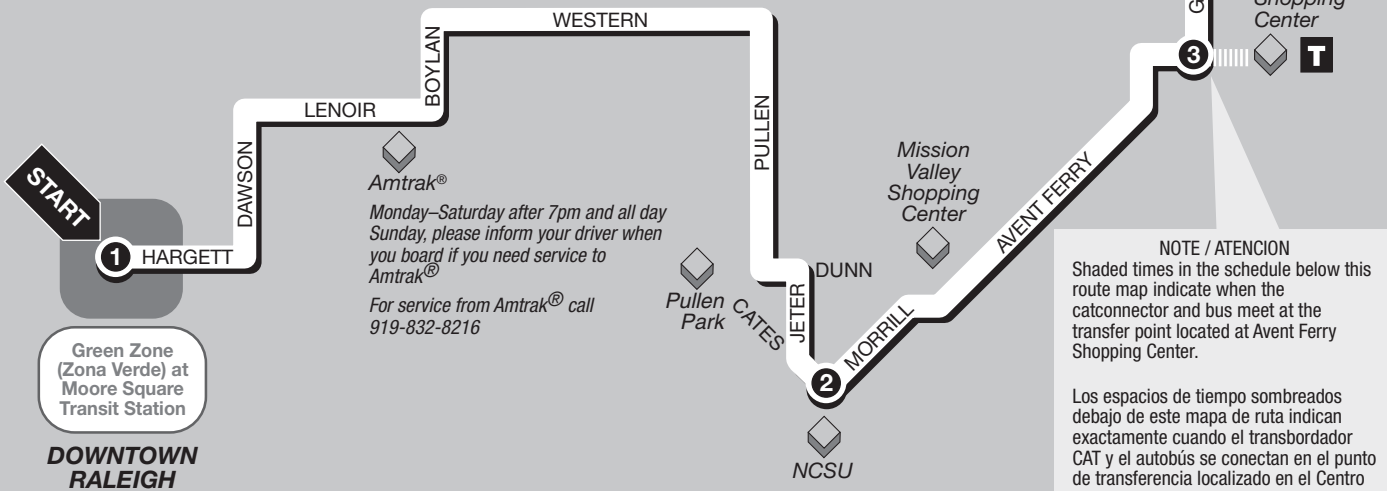 Shopping
Center
G
3
T
WESTERN
BOYLAN
LENOIR
DAWSON
START
1
HARGETT
Amtrak®
Monday–Saturday after 7pm and all day
Sunday, please inform your driver when
you board if you need service to
Amtrak®
For service from Amtrak® call
919-832-8216
Green Zone
(Zona Verde) at
Moore Square
Transit Station
DOWNTOWN
RALEIGH
PULLEN
Pullen
Park
CATES
JETER
DUNN
2
NCSU
MORRILL
Mission
Valley
Shopping
Center
AVENT FERRY
NOTE / ATENCION
Shaded times in the schedule below this
route map indicate when the
catconnector and bus meet at the
transfer point located at Avent Ferry
Shopping Center.
Los espacios de tiempo sombreados
debajo de este mapa de ruta indican
exactamente cuando el transbordador
CAT y el autobús se conectan en el punto
de transferencia localizado en el Centro